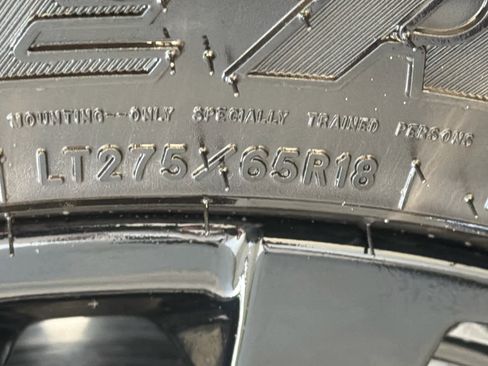 MOUNTING--ONLY SPECIALLY TRAINED PERSONS
LT275/65R18